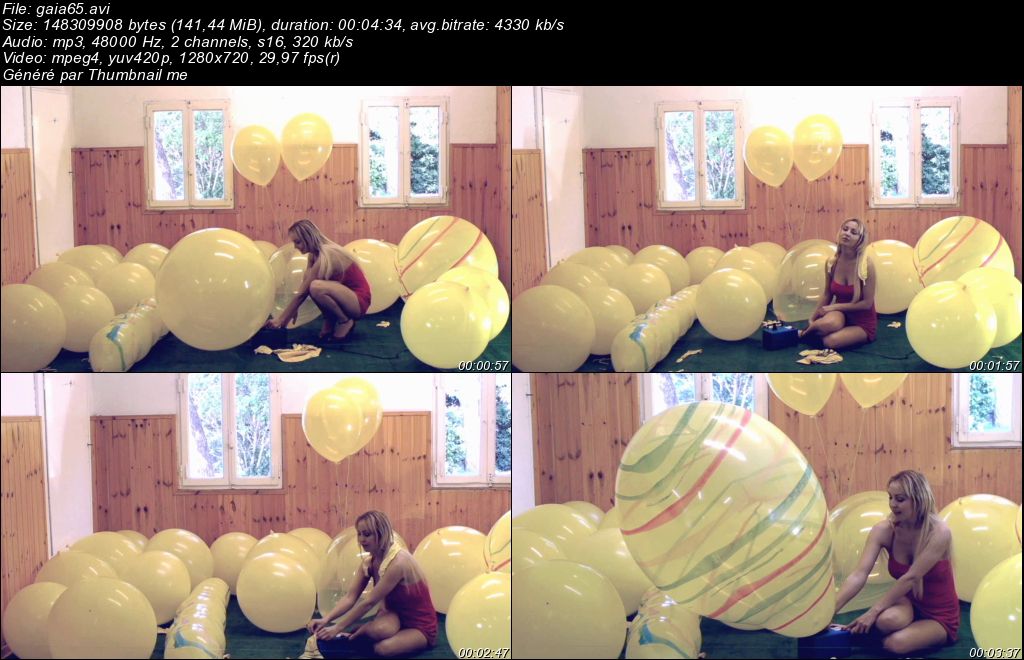 File: gaia65.avi
Size: 148309908 bytes (141,44 MiB), duration: 00:04:34, avg.bitrate: 4330 kb/s
Audio: mp3, 48000 Hz, 2 channels, s16, 320 kb/s
Video: mpeg4, yuv420p, 1280x720, 29,97 fps(r)
Généré par Thumbnail me
00:00:57
00:01:57
00:02:47
00:03:37